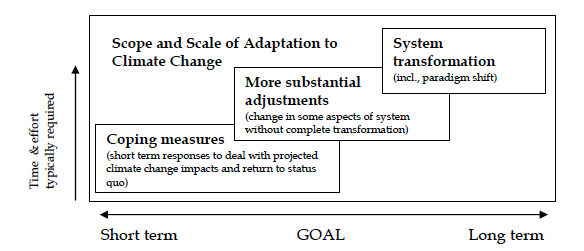 Scope and Scale of Adaptation to
Climate Change
System
transformation
(incl., paradigm shift)
More substantial
adjustments
(change in some aspects of system
without complete transformation)
Coping measures
(short term responses to deal with projected
climate change impacts and return to status
quo)
Time & effort
typically required
Short term
GOAL
Long term